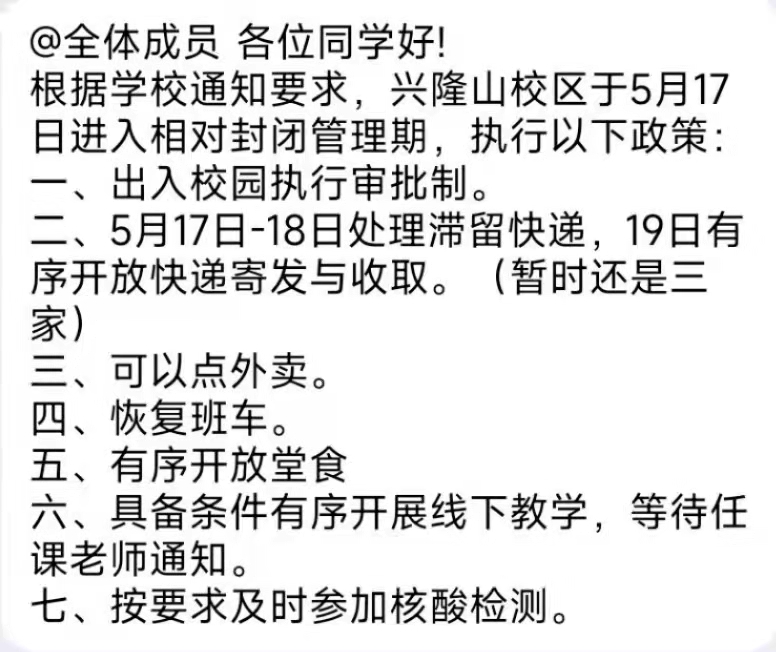 @全体成员 各位同学好!
根据学校通知要求，兴隆山校区于5月17
日进入相对封闭管理期，执行以下政策：
一、出入校园执行审批制。
二、5月17日-18日处理滞留快递，19日有
序开放快递寄发与收取。（暂时还是三
家）
三、可以点外卖。
四、恢复班车。
五、有序开放堂食
六、具备条件有序开展线下教学，等待任
课老师通知。
七、按要求及时参加核酸检测。